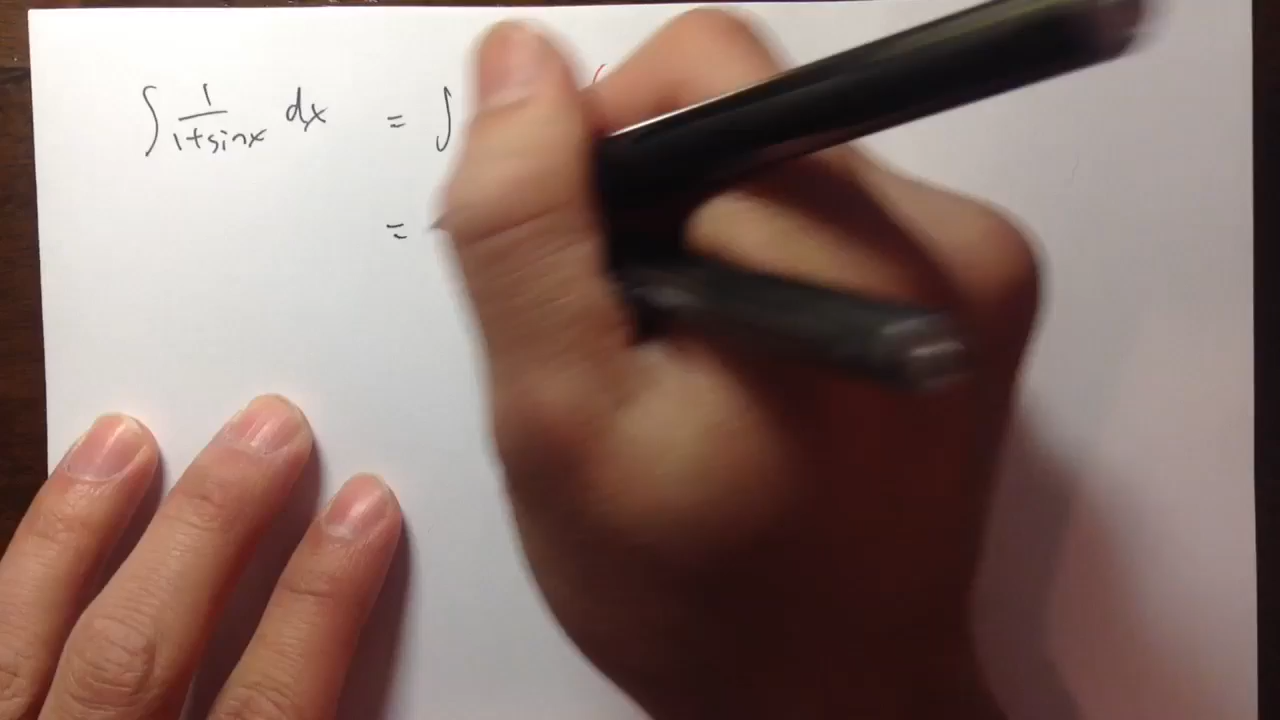 ∫ 1/(1+sinx) dx = ∫
=